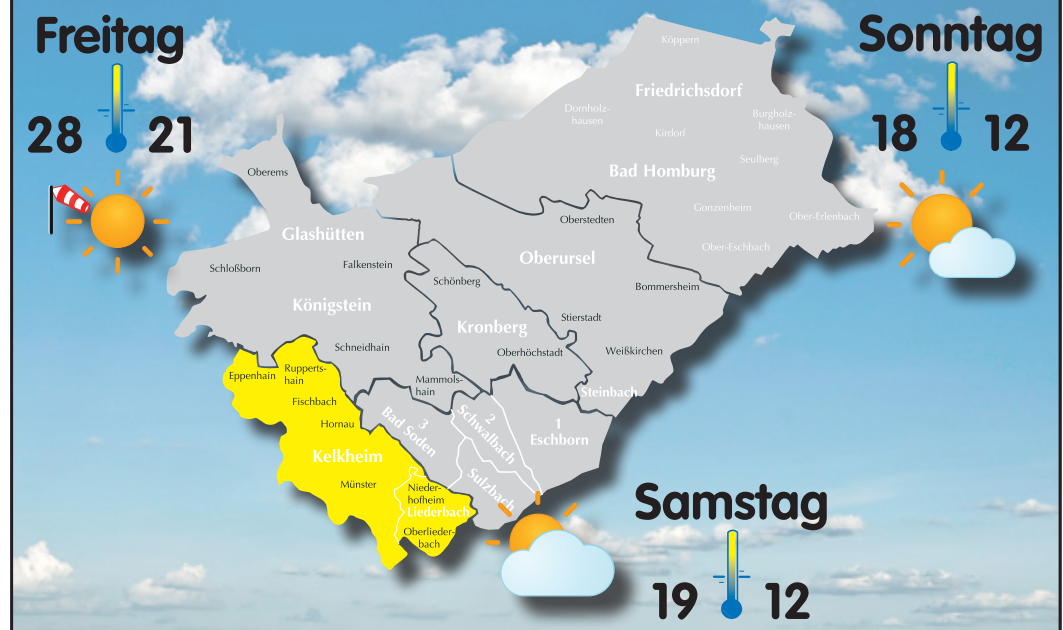 Freitag
28 21
Sonntag
18 12
Köppern
Friedrichsdorf
Dornholz-
hausen
Burgholz-
hausen
Kirdorf
Seulberg
Bad Homburg
Gonzenheim
Ober-Erlenbach
Ober-Eschbach
Oberems
Glashütten
Schloßborn
Falkenstein
Königstein
Schneidhain
Oberstedten
Oberursel
Bommersheim
Stierstadt
Weißkirchen
Schönberg
Kronberg
Oberhöchstadt
Steinbach
Mammols-
hain
Eppenhain
Ruppertshain
Fischbach
Hornau
Kelkheim
Münster
Nieder-
hofheim
Liederbach
Oberlieder-
bach
3
Bad Soden
2
Schwalbach
1
Eschborn
Sulzbach
Samstag
19 12